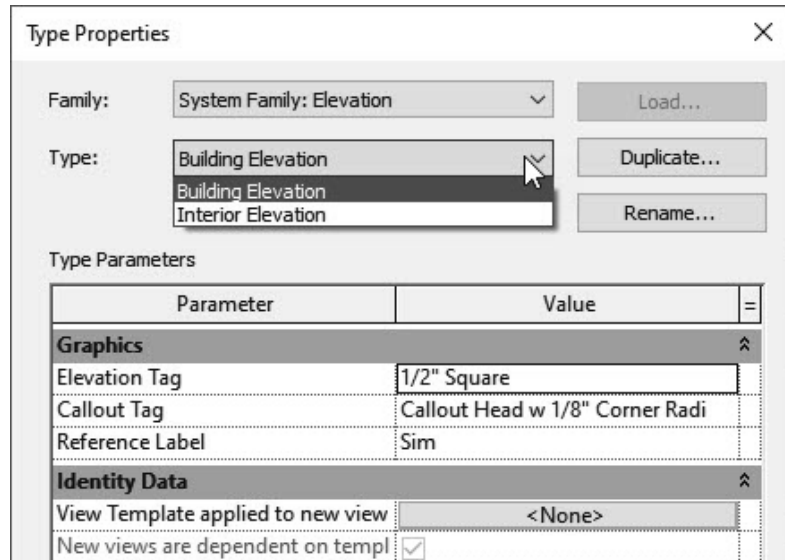 Type Properties
Family: System Family: Elevation Load...
Type: Building Elevation Duplicate...
Building Elevation
Interior Elevation
Rename...
Type Parameters
Parameter Value =
Graphics
Elevation Tag 1/2" Square
Callout Tag Callout Head w 1/8" Corner Radi
Reference Label Sim
Identity Data
View Template applied to new view <None>
New views are dependent on templ